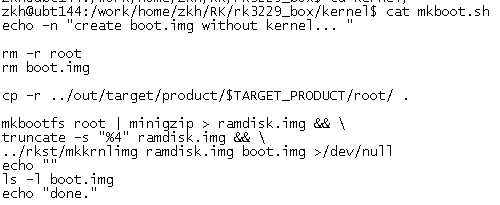 zkh@ubt144:/work/home/zkh/RK/rk3229_box/kernel$ cat mkboot.sh
echo -n "create boot.img without kernel... "
rm -r root
rm boot.img
cp -r ../out/target/product/$TARGET_PRODUCT/root/ .
mkbootfs root | minigzip > ramdisk.img && \
truncate -s "%4" ramdisk.img && \
../rkst/mkkrnlimg ramdisk.img boot.img >/dev/null
echo ""
ls -l boot.img
echo "done."